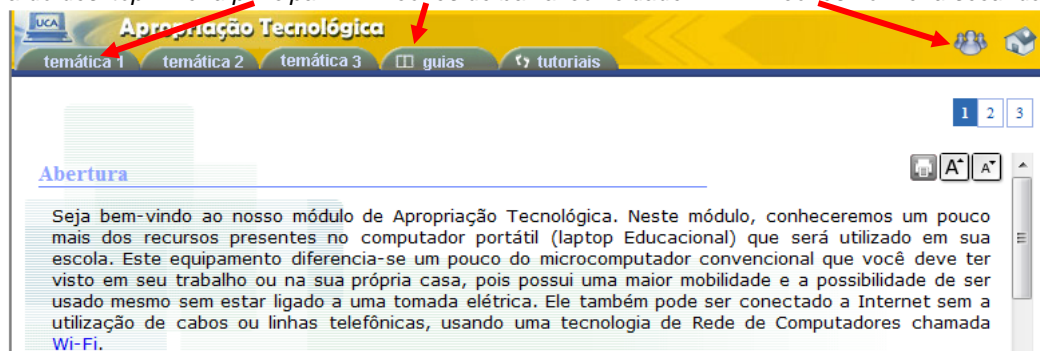 UCA Apropriação Tecnológica
temática 1 temática 2 temática 3 guias tutoriais
1 2 3
Abertura
A A
Seja bem-vindo ao nosso módulo de Apropriação Tecnológica. Neste módulo, conheceremos um pouco
mais dos recursos presentes no computador portátil (laptop Educacional) que será utilizado em sua
escola. Este equipamento diferencia-se um pouco do microcomputador convencional que você deve ter
visto em seu trabalho ou na sua própria casa, pois possui uma maior mobilidade e a possibilidade de ser
usado mesmo sem estar ligado a uma tomada elétrica. Ele também pode ser conectado a Internet sem a
utilização de cabos ou linhas telefônicas, usando uma tecnologia de Rede de Computadores chamada
Wi-Fi.